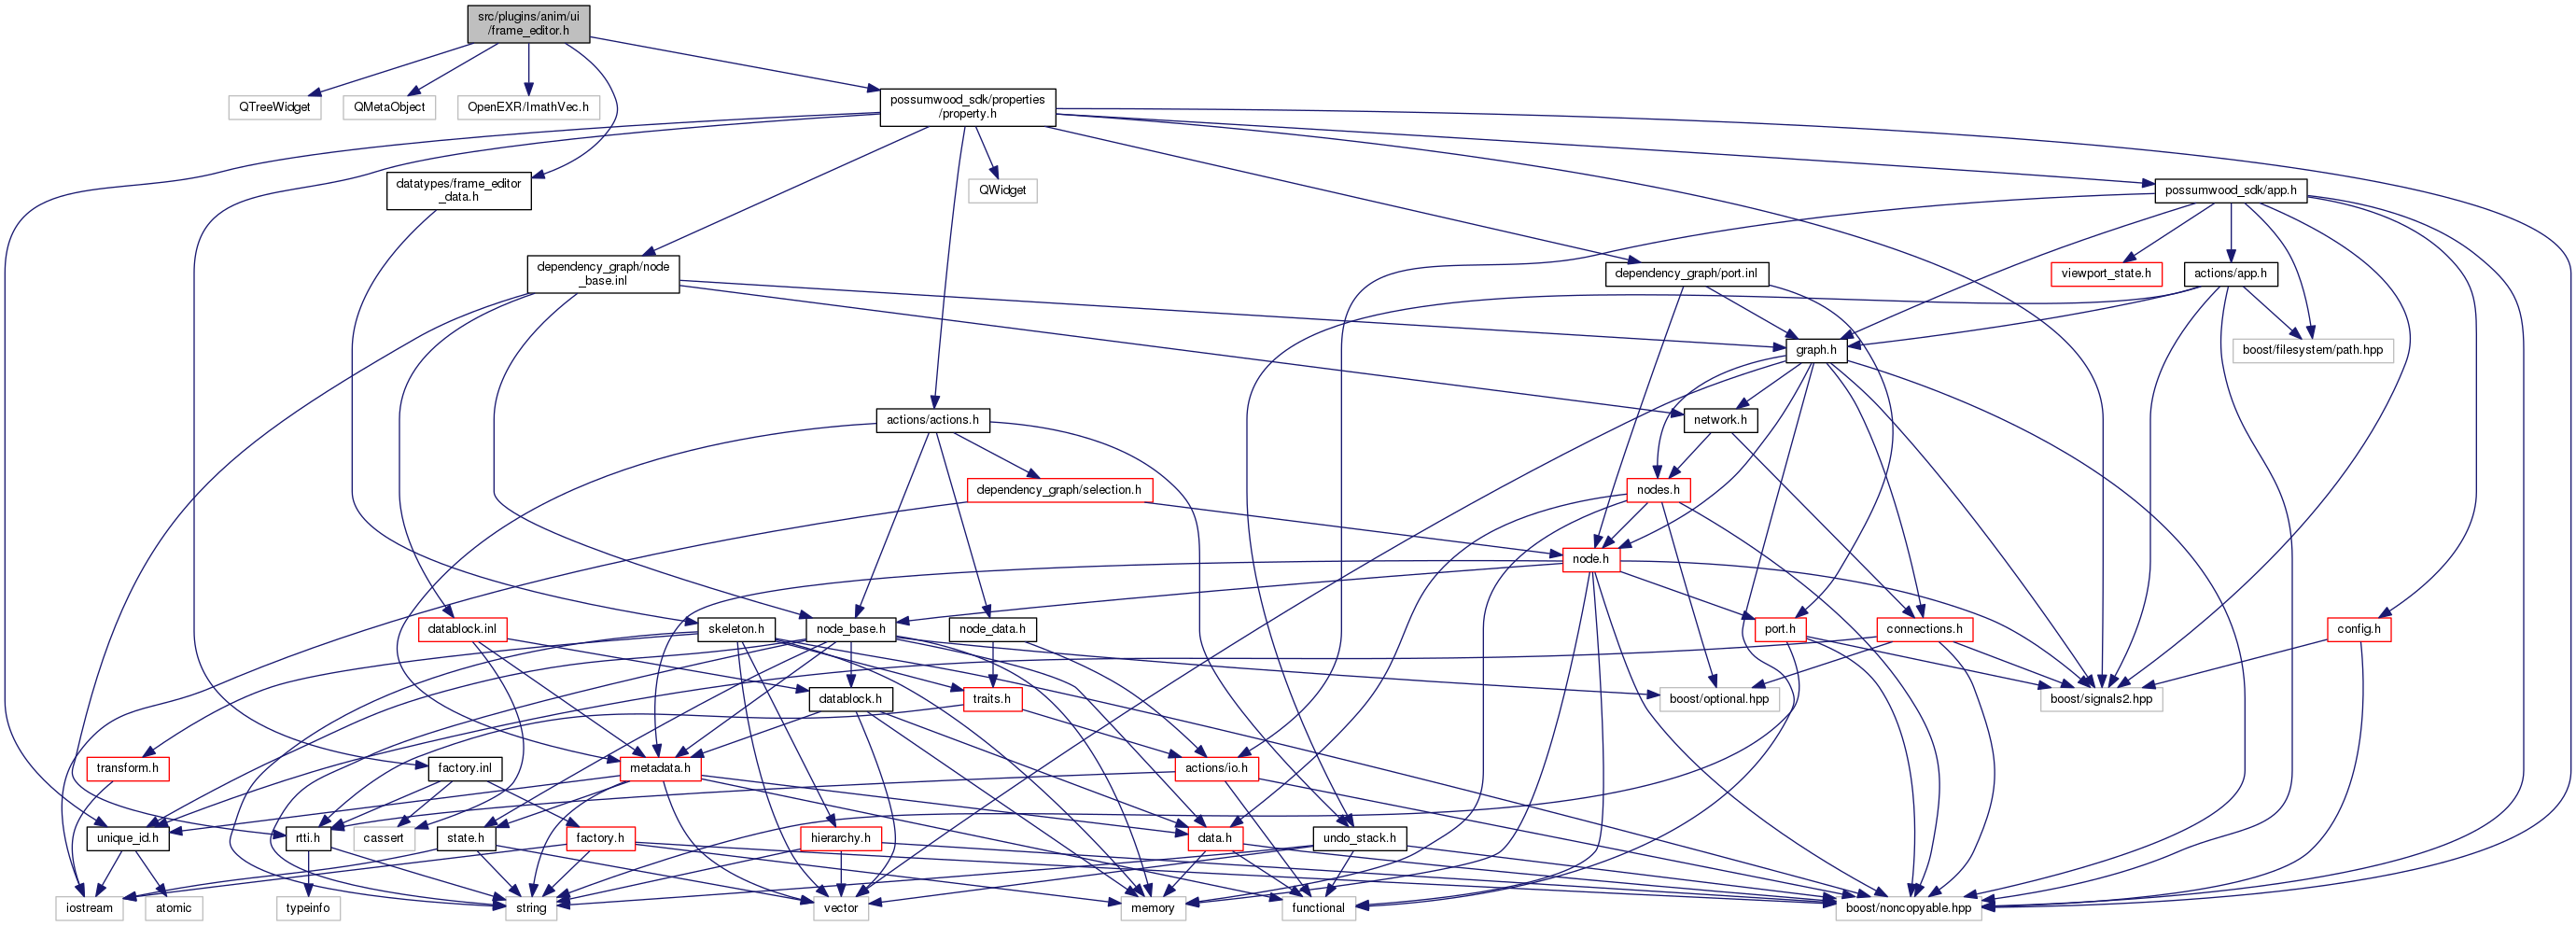 src/plugins/anim/ui
/frame_editor.h
QTreeWidget
QMetaObject
OpenEXR/ImathVec.h
possumwood_sdk/properties
/property.h
datatypes/frame_editor
_data.h
QWidget
possumwood_sdk/app.h
dependency_graph/node
_base.inl
dependency_graph/port.inl
viewport_state.h
actions/app.h
graph.h
boost/filesystem/path.hpp
actions/actions.h
network.h
dependency_graph/selection.h
nodes.h
node.h
datablock.inl
skeleton.h
node_base.h
node_data.h
port.h
connections.h
config.h
datablock.h
traits.h
boost/optional.hpp
boost/signals2.hpp
transform.h
factory.inl
metadata.h
actions/io.h
unique_id.h
rtti.h
cassert
state.h
factory.h
hierarchy.h
data.h
undo_stack.h
iostream
atomic
typeinfo
string
vector
memory
functional
boost/noncopyable.hpp